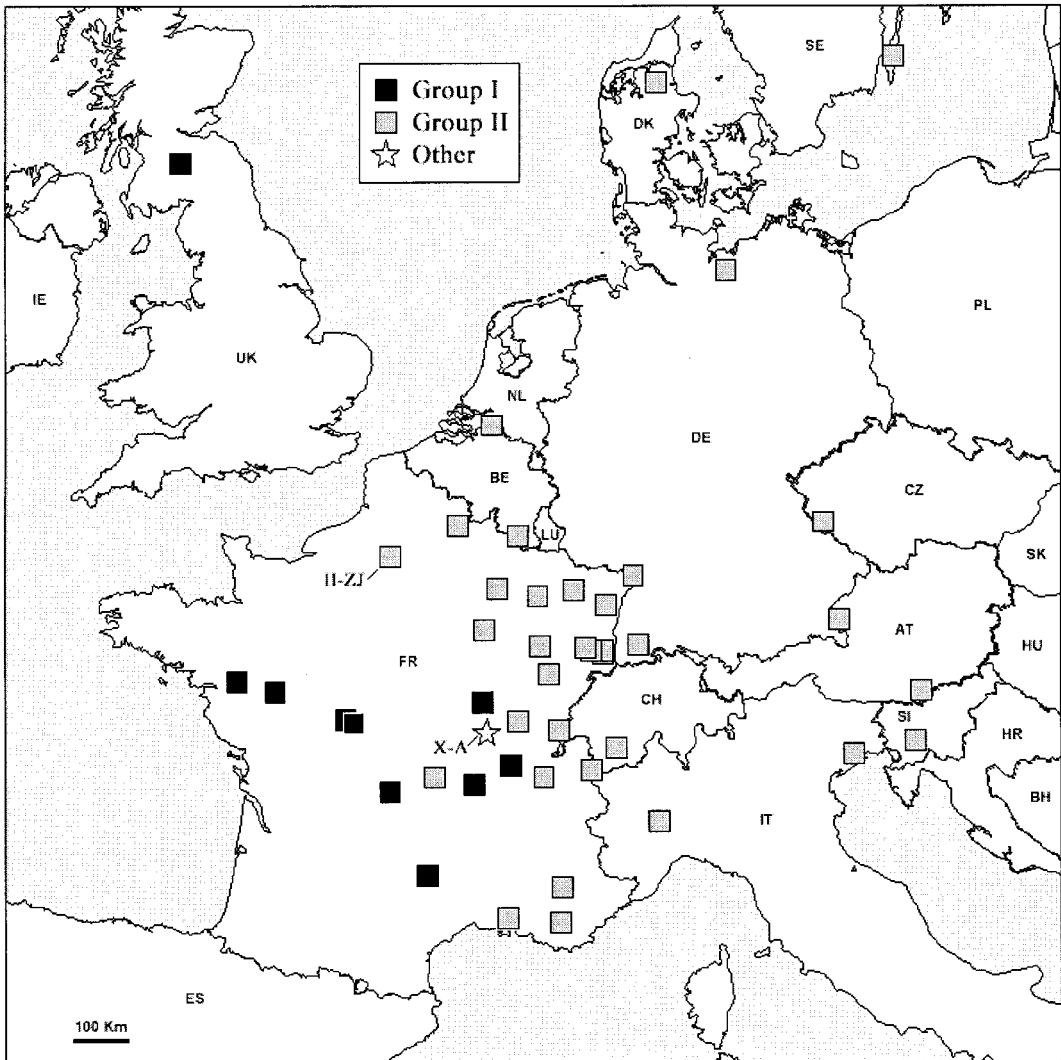 SE
Group I
Group II
Other
DK
IE
PL
UK
NL
DE
BE
CZ
LU
SK
II-ZJ
AT
FR
HU
CH
SI
HR
X-A
BH
IT
ES
100 Km